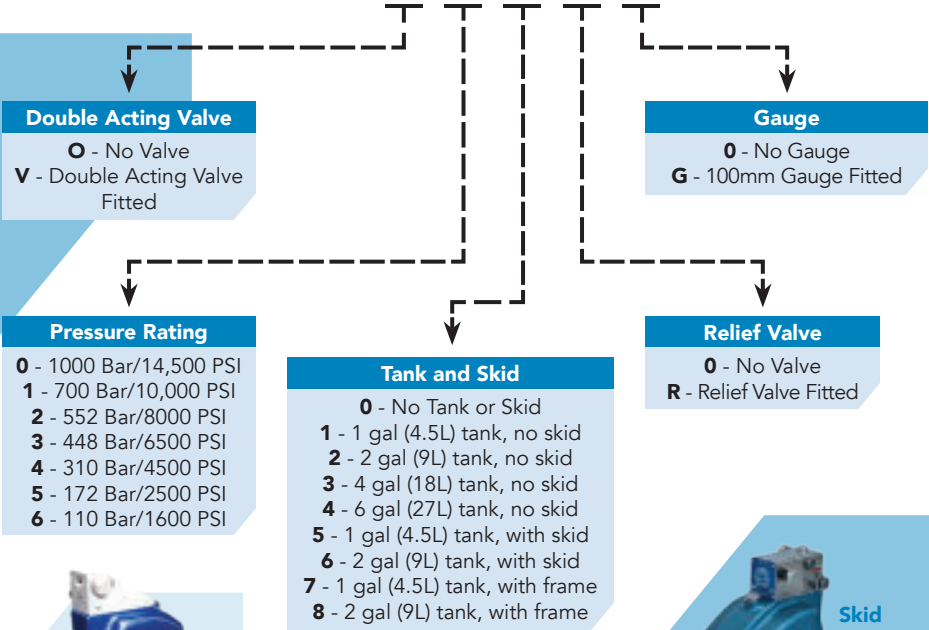 Double Acting Valve
O - No Valve
V - Double Acting Valve
Fitted
Gauge
0 - No Gauge
G - 100mm Gauge Fitted
Pressure Rating
0 - 1000 Bar/14,500 PSI
1 - 700 Bar/10,000 PSI
2 - 552 Bar/8000 PSI
3 - 448 Bar/6500 PSI
4 - 310 Bar/4500 PSI
5 - 172 Bar/2500 PSI
6 - 110 Bar/1600 PSI
Tank and Skid
0 - No Tank or Skid
1 - 1 gal (4.5L) tank, no skid
2 - 2 gal (9L) tank, no skid
3 - 4 gal (18L) tank, no skid
4 - 6 gal (27L) tank, no skid
5 - 1 gal (4.5L) tank, with skid
6 - 2 gal (9L) tank, with skid
7 - 1 gal (4.5L) tank, with frame
8 - 2 gal (9L) tank, with frame
Relief Valve
0 - No Valve
R - Relief Valve Fitted
Skid